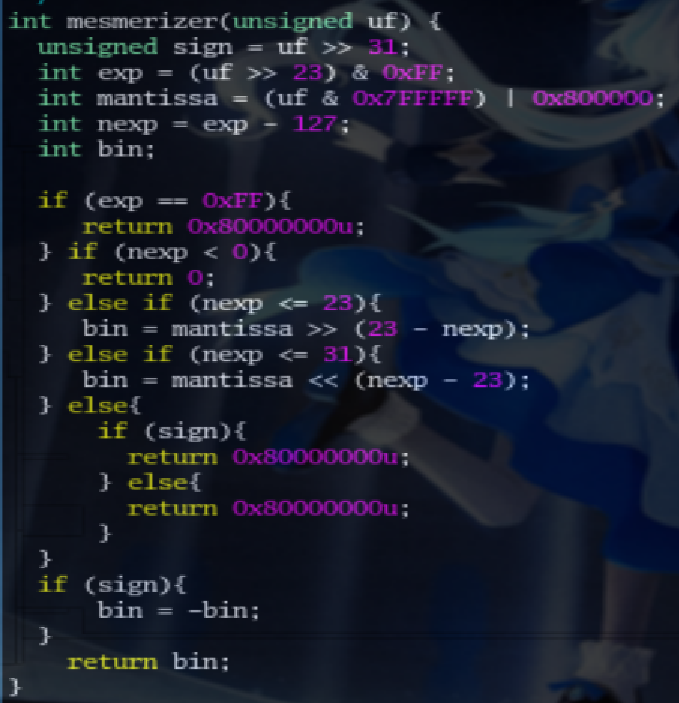 int mesmerizer(unsigned uf) {
  unsigned sign = uf >> 31;
  int exp = (uf >> 23) & 0xFF;
  int mantissa = (uf & 0x7FFFFF) | 0x800000;
  int nexp = exp - 127;
  int bin;

  if (exp == 0xFF){
     return 0x80000000u;
  } if (nexp < 0){
     return 0;
  } else if (nexp <= 23){
     bin = mantissa >> (23 - nexp);
  } else if (nexp <= 31){
     bin = mantissa << (nexp - 23);
  } else{
      if (sign){
        return 0x80000000u;
      } else{
        return 0x80000000u;
      }
  }
  if (sign){
      bin = -bin;
  }
    return bin;
}